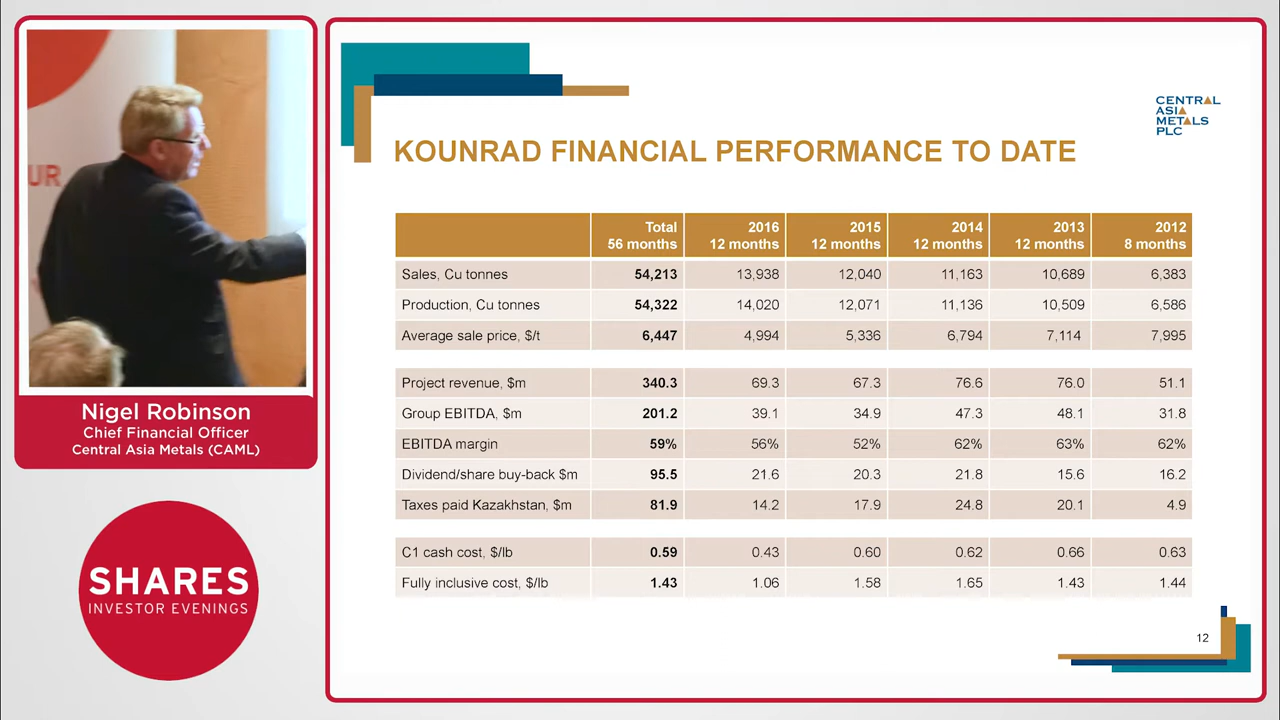 UR
Nigel Robinson
Chief Financial Officer
Central Asia Metals (CAML)
SHARES
INVESTOR EVENINGS
CENTRAL
ASIA
METALS
PLC
KOUNRAD FINANCIAL PERFORMANCE TO DATE
Total 2016 2015 2014 2013 2012
56 months 12 months 12 months 12 months 12 months 8 months
Sales, Cu tonnes 54,213 13,938 12,040 11,163 10,689 6,383
Production, Cu tonnes 54,322 14,020 12,071 11,136 10,509 6,586
Average sale price, $/t 6,447 4,994 5,336 6,794 7,114 7,995
Project revenue, $m 340.3 69.3 67.3 76.6 76.0 51.1
Group EBITDA, $m 201.2 39.1 34.9 47.3 48.1 31.8
EBITDA margin 59% 56% 52% 62% 63% 62%
Dividend/share buy-back $m 95.5 21.6 20.3 21.8 15.6 16.2
Taxes paid Kazakhstan, $m 81.9 14.2 17.9 24.8 20.1 4.9
C1 cash cost, $/lb 0.59 0.43 0.60 0.62 0.66 0.63
Fully inclusive cost, $/lb 1.43 1.06 1.58 1.65 1.43 1.44
12